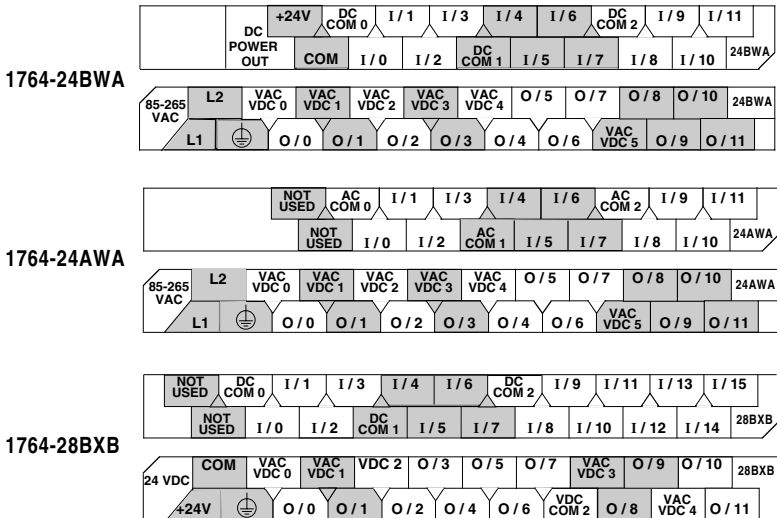 +24V DC COM 0 I / 1 I / 3 I / 4 I / 6 DC COM 2 I / 9 I / 11
DC POWER OUT COM I / 0 I / 2 DC COM 1 I / 5 I / 7 I / 8 I / 10 24BWA
1764-24BWA
85-265 VAC L2 VAC VDC 0 VAC VDC 1 VAC VDC 2 VAC VDC 3 VAC VDC 4 O / 5 O / 7 O / 8 O / 10 24BWA
L1 O / 0 O / 1 O / 2 O / 3 O / 4 O / 6 VAC VDC 5 O / 9 O / 11
NOT USED AC COM 0 I / 1 I / 3 I / 4 I / 6 AC COM 2 I / 9 I / 11
NOT USED I / 0 I / 2 AC COM 1 I / 5 I / 7 I / 8 I / 10 24AWA
1764-24AWA
85-265 VAC L2 VAC VDC 0 VAC VDC 1 VAC VDC 2 VAC VDC 3 VAC VDC 4 O / 5 O / 7 O / 8 O / 10 24AWA
L1 O / 0 O / 1 O / 2 O / 3 O / 4 O / 6 VAC VDC 5 O / 9 O / 11
NOT USED DC COM 0 I / 1 I / 3 I / 4 I / 6 DC COM 2 I / 9 I / 11 I / 13 I / 15
NOT USED I / 0 I / 2 DC COM 1 I / 5 I / 7 I / 8 I / 10 I / 12 I / 14 28BXB
1764-28BXB
24 VDC COM VAC VDC 0 VAC VDC 1 VDC 2 O / 3 O / 5 O / 7 VAC VDC 3 O / 9 O / 10 28BXB
+24V O / 0 O / 1 O / 2 O / 4 O / 6 VDC COM 2 O / 8 VAC VDC 4 O / 11